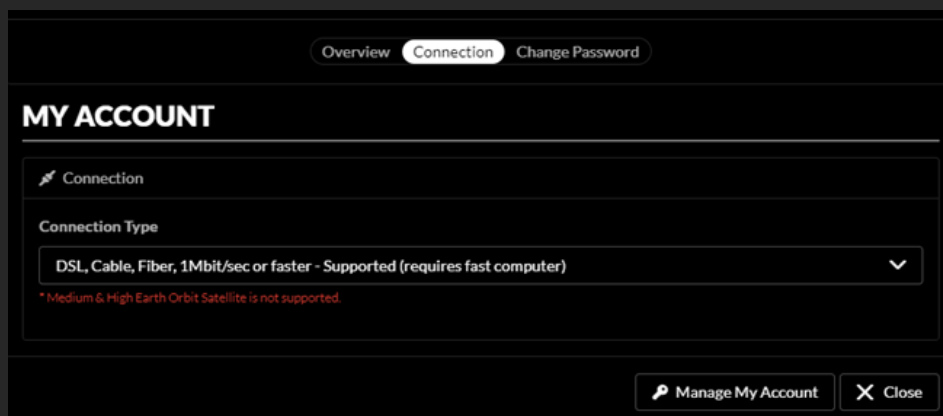 Overview Connection Change Password
MY ACCOUNT
Connection
Connection Type
DSL, Cable, Fiber, 1Mbit/sec or faster - Supported (requires fast computer)
* Medium & High Earth Orbit Satellite is not supported.
Manage My Account Close